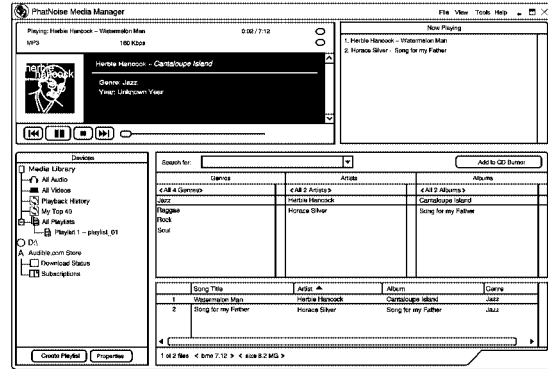 PhatNoise Media Manager
File View Tools Help
Playing: Herbie Hancock - Watermelon Man 0:02/7:12
MP3 160 Kbps
Now Playing
1. Herbie Hancock - Watermelon Man
2. Horace Silver - Song for my Father
herbie hancock
Herbie Hancock - Cantaloupe Island
Genre: Jazz
Year: Unknown Year
Devices
Media Library
All Audio
All Videos
Playback History
My Top 40
All Playlists
Playlist 1 - playlist_01
D:\
Audible.com Store
Download Status
Subscriptions
Create Playlist Properties
Search for: Add to CD Burner
Genres Artists Albums
<All 4 Genres> <All 2 Artists> <All 2 Albums>
Jazz Herbie Hancock Cantaloupe Island
Reggae Horace Silver Song for my Father
Rock
Soul
Song Title Artist Album Genre
1 Watermelon Man Herbie Hancock Cantaloupe Island Jazz
2 Song for my Father Horace Silver Song for my Father Jazz
1 of 2 files < time 7.12 > < size 8.2 MG >